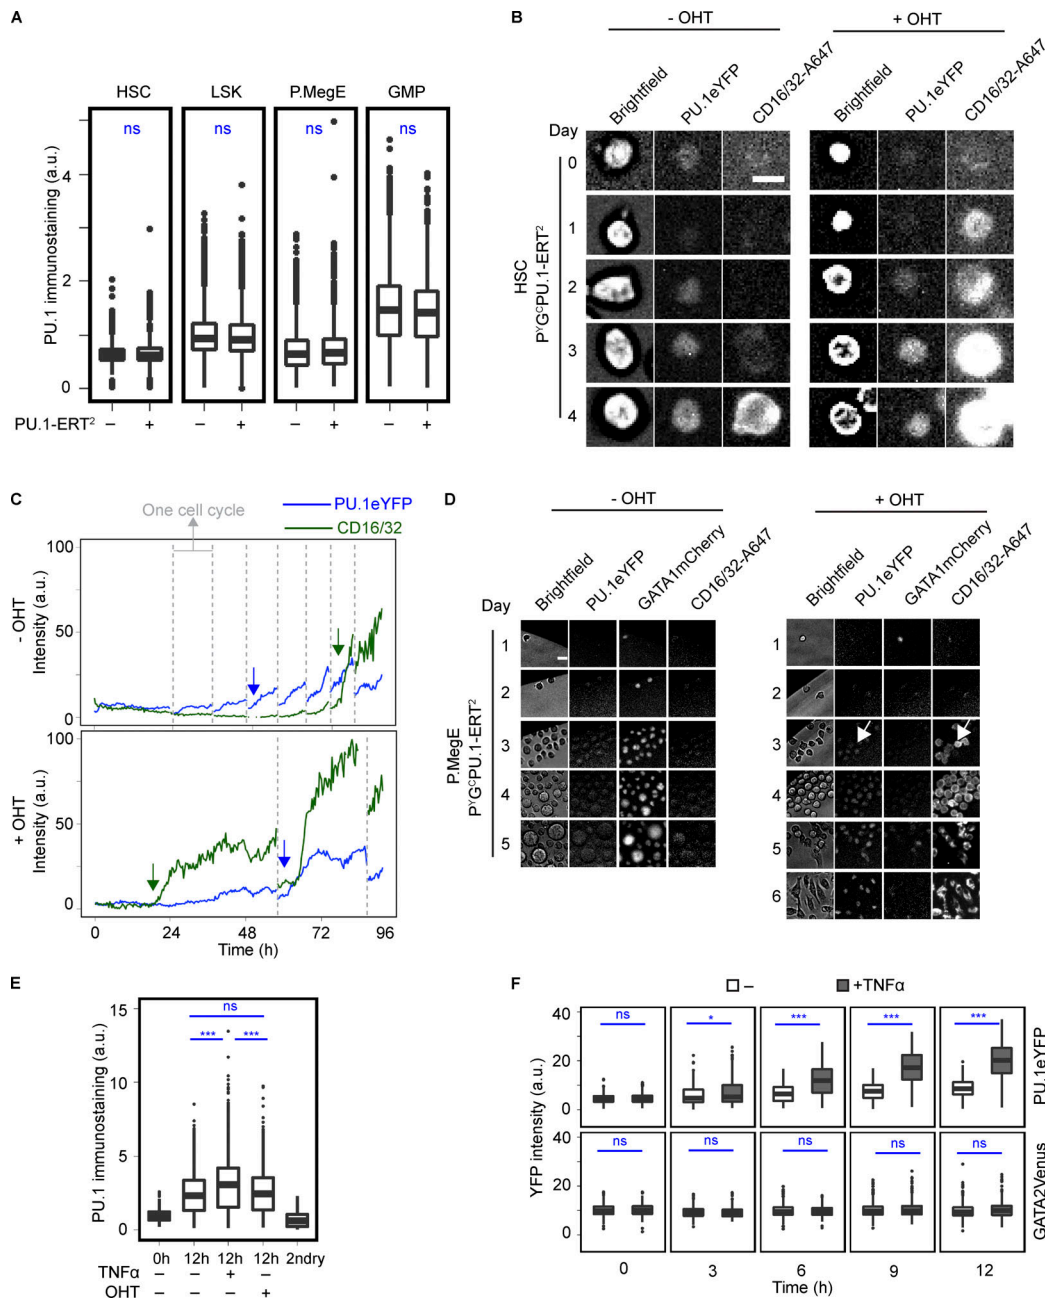 A
HSC LSK P.MegE GMP
ns ns ns ns
PU.1 immunostaining (a.u.)
4
2
0
PU.1-ERT² – + – + – + – +
B
- OHT + OHT
Brightfield PU.1eYFP CD16/32-A647 Brightfield PU.1eYFP CD16/32-A647
Day
0
1
2
3
4
HSC
PʸGᶜPU.1-ERT²
C
PU.1eYFP
CD16/32
One cell cycle
100
50
0
- OHT
Intensity (a.u.)
100
50
0
+ OHT
Intensity (a.u.)
0 24 48 72 96
Time (h)
D
- OHT + OHT
Brightfield PU.1eYFP GATA1mCherry CD16/32-A647 Brightfield PU.1eYFP GATA1mCherry CD16/32-A647
Day
1 1
2 2
3 3
4 4
5 5
6
P.MegE
PʸGᶜPU.1-ERT²
E
ns
*** ***
PU.1 immunostaining (a.u.)
15
10
5
0
0h 12h 12h 12h 2ndry
TNFα – – + –
OHT – – – +
F
– +TNFα
ns * *** *** ***
40
20
0
PU.1eYFP
YFP intensity (a.u.)
ns ns ns ns ns
40
20
0
GATA2Venus
0 3 6 9 12
Time (h)